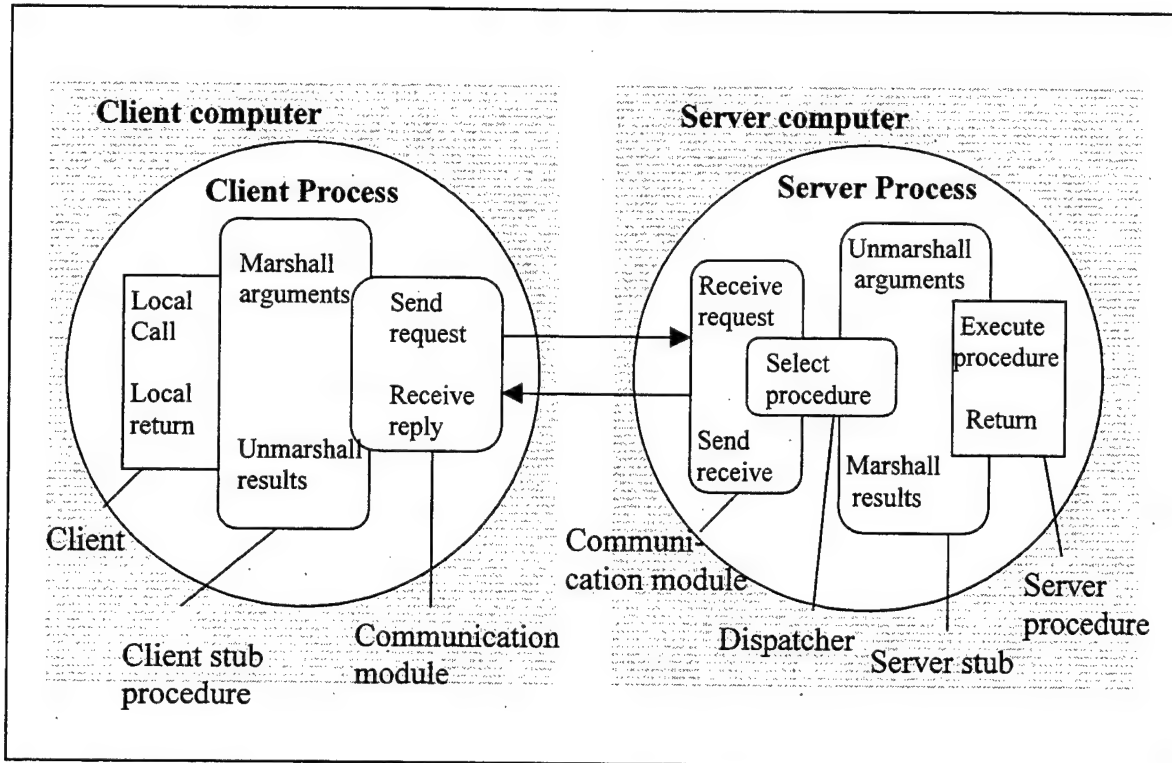 Client computer
Client Process
Local
Call
Local
return
Marshall
arguments
Unmarshall
results
Send
request
Receive
reply
Client
Client stub
procedure
Communication
module
Server computer
Server Process
Receive
request
Send
receive
Select
procedure
Unmarshall
arguments
Marshall
results
Execute
procedure
Return
Communi-
cation module
Dispatcher
Server stub
Server
procedure